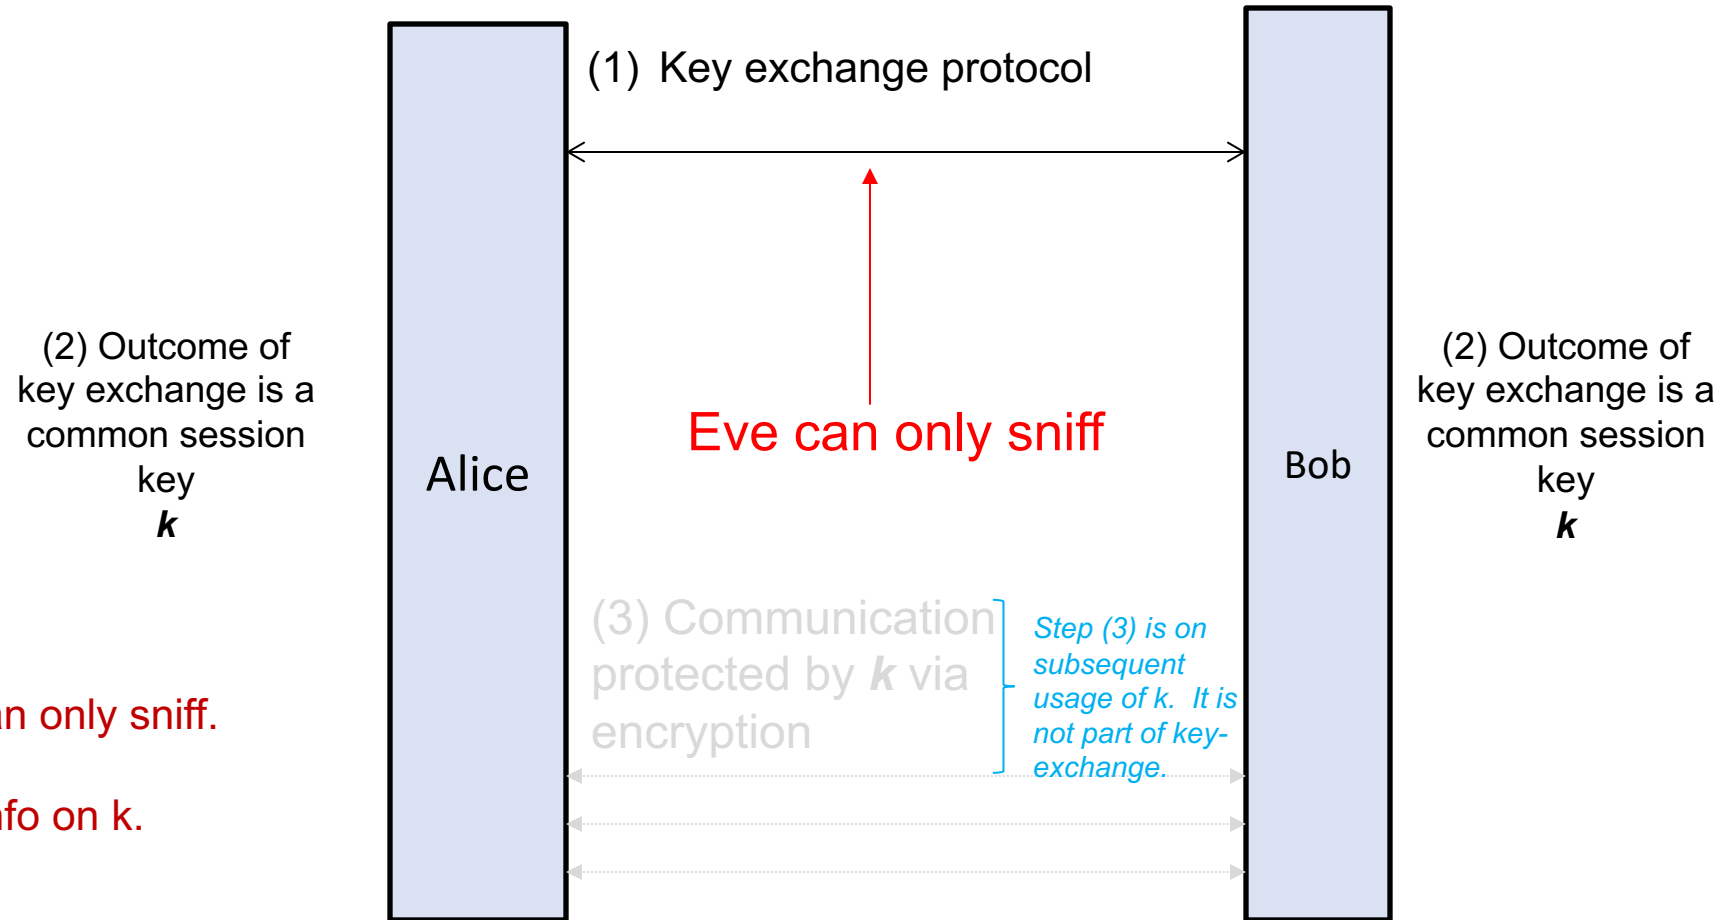 (1) Key exchange protocol
(2) Outcome of
key exchange is a
common session
key
k
Alice
Eve can only sniff
Bob
(2) Outcome of
key exchange is a
common session
key
k
(3) Communication
protected by k via
encryption
Step (3) is on
subsequent
usage of k. It is
not part of key-
exchange.
only sniff.
on k.